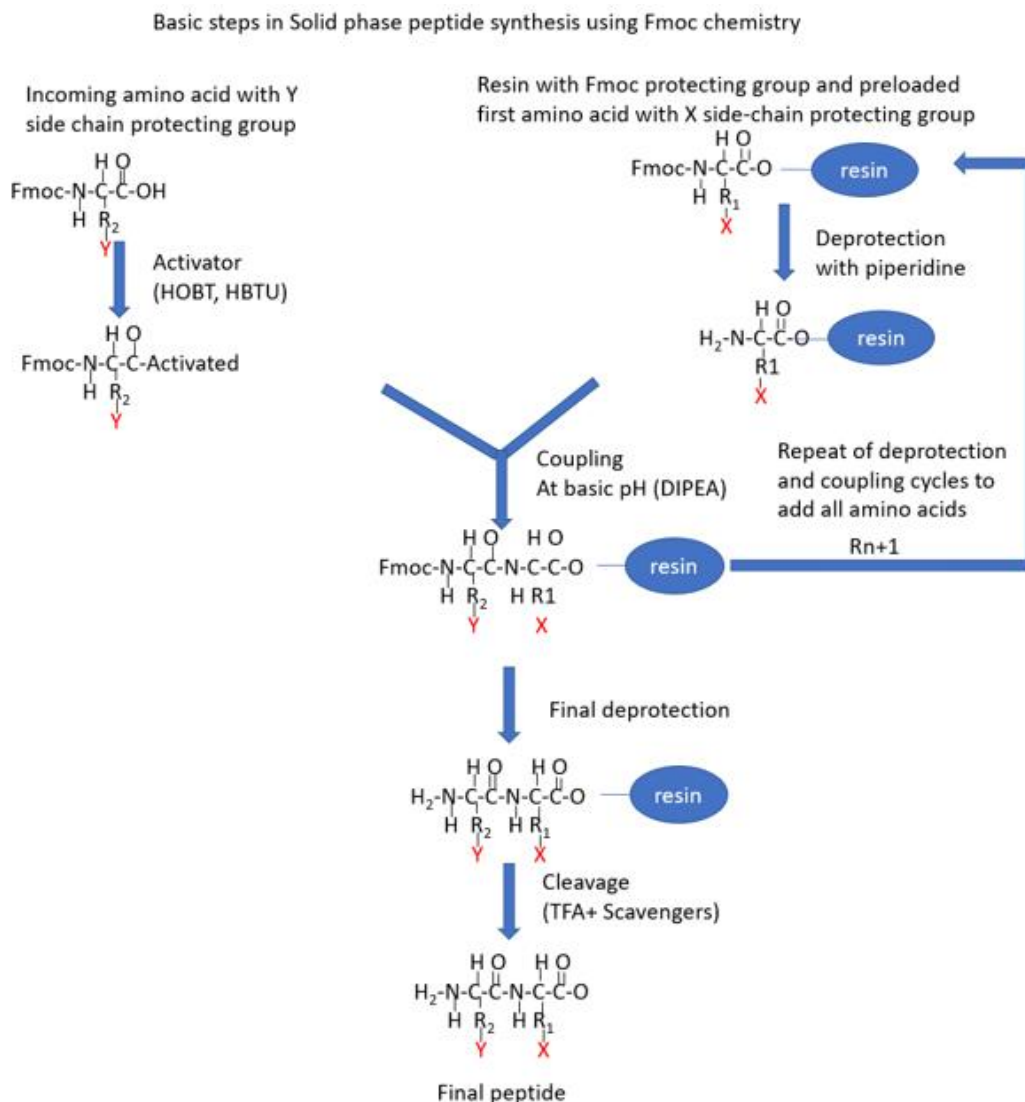 Basic steps in Solid phase peptide synthesis using Fmoc chemistry
Incoming amino acid with Y
side chain protecting group
H O
Fmoc-N-C-C-OH
H R2
Y
Activator
(HOBT, HBTU)
H O
Fmoc-N-C-C-Activated
H R2
Y
Resin with Fmoc protecting group and preloaded
first amino acid with X side-chain protecting group
H O
Fmoc-N-C-C-O
resin
H R1
X
Deprotection
with piperidine
H O
H2-N-C-C-O
resin
R1
X
Coupling
At basic pH (DIPEA)
Repeat of deprotection
and coupling cycles to
add all amino acids
Rn+1
H O H O
Fmoc-N-C-C-N-C-C-O
resin
H R2 H R1
Y X
Final deprotection
H O H O
H2-N-C-C-N-C-C-O
resin
H R2 H R1
Y X
Cleavage
(TFA+ Scavengers)
H O H O
H2-N-C-C-N-C-C-O
H R2 H R1
Y X
Final peptide